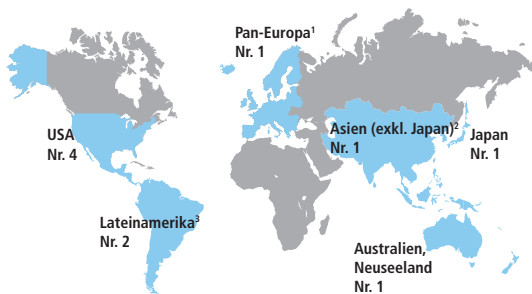 Pan-Europa¹
Nr. 1
USA
Nr. 4
Asien (exkl. Japan)²
Nr. 1
Japan
Nr. 1
Lateinamerika³
Nr. 2
Australien,
Neuseeland
Nr. 1